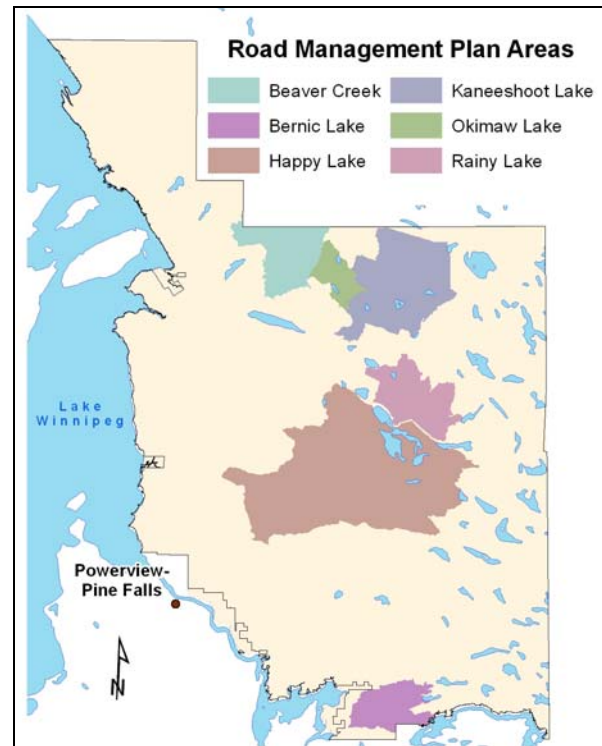 Road Management Plan Areas
Beaver Creek
Kaneeshoot Lake
Bernic Lake
Okimaw Lake
Happy Lake
Rainy Lake
Lake
Winnipeg
Powerview-
Pine Falls
N